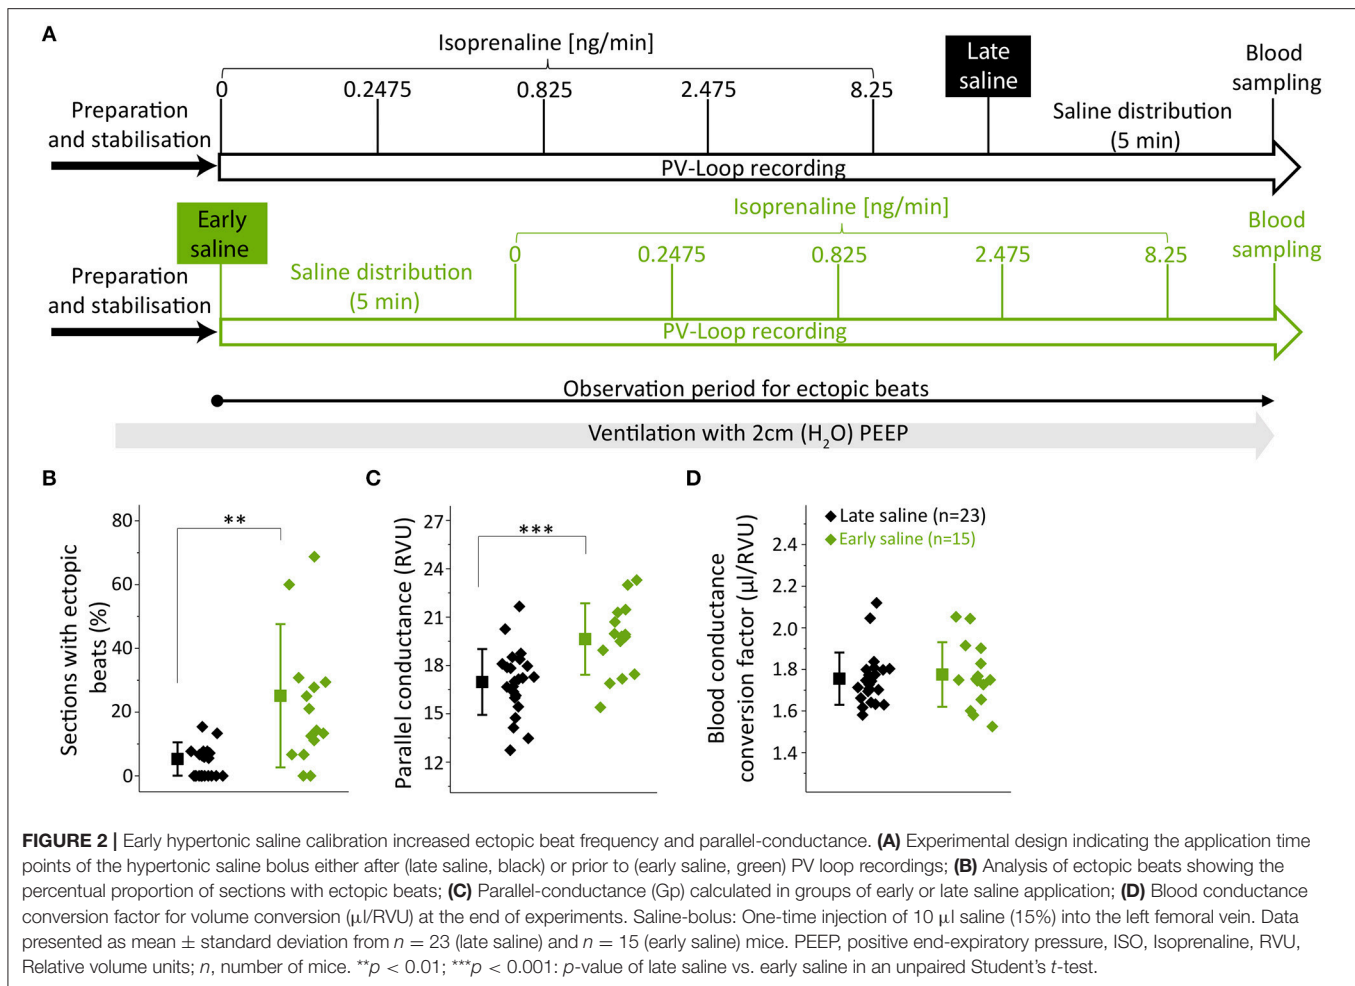 A
Isoprenaline [ng/min]
0 0.2475 0.825 2.475 8.25
Late
saline
Blood
sampling
Preparation
and stabilisation
Saline distribution
(5 min)
PV-Loop recording
Early
saline
Isoprenaline [ng/min]
0 0.2475 0.825 2.475 8.25
Blood
sampling
Preparation
and stabilisation
Saline distribution
(5 min)
PV-Loop recording
Observation period for ectopic beats
Ventilation with 2cm (H2O) PEEP
B
Sections with ectopic
beats (%)
80
60
40
20
0
**
C
Parallel conductance (RVU)
27
24
21
18
15
12
***
D
Blood conductance
conversion factor (µl/RVU)
2.4
2.2
2.0
1.8
1.6
1.4
Late saline (n=23)
Early saline (n=15)
FIGURE 2 | Early hypertonic saline calibration increased ectopic beat frequency and parallel-conductance. (A) Experimental design indicating the application time
points of the hypertonic saline bolus either after (late saline, black) or prior to (early saline, green) PV loop recordings; (B) Analysis of ectopic beats showing the
percentual proportion of sections with ectopic beats; (C) Parallel-conductance (Gp) calculated in groups of early or late saline application; (D) Blood conductance
conversion factor for volume conversion (µl/RVU) at the end of experiments. Saline-bolus: One-time injection of 10 µl saline (15%) into the left femoral vein. Data
presented as mean ± standard deviation from n = 23 (late saline) and n = 15 (early saline) mice. PEEP, positive end-expiratory pressure, ISO, Isoprenaline, RVU,
Relative volume units; n, number of mice. **p < 0.01; ***p < 0.001: p-value of late saline vs. early saline in an unpaired Student's t-test.